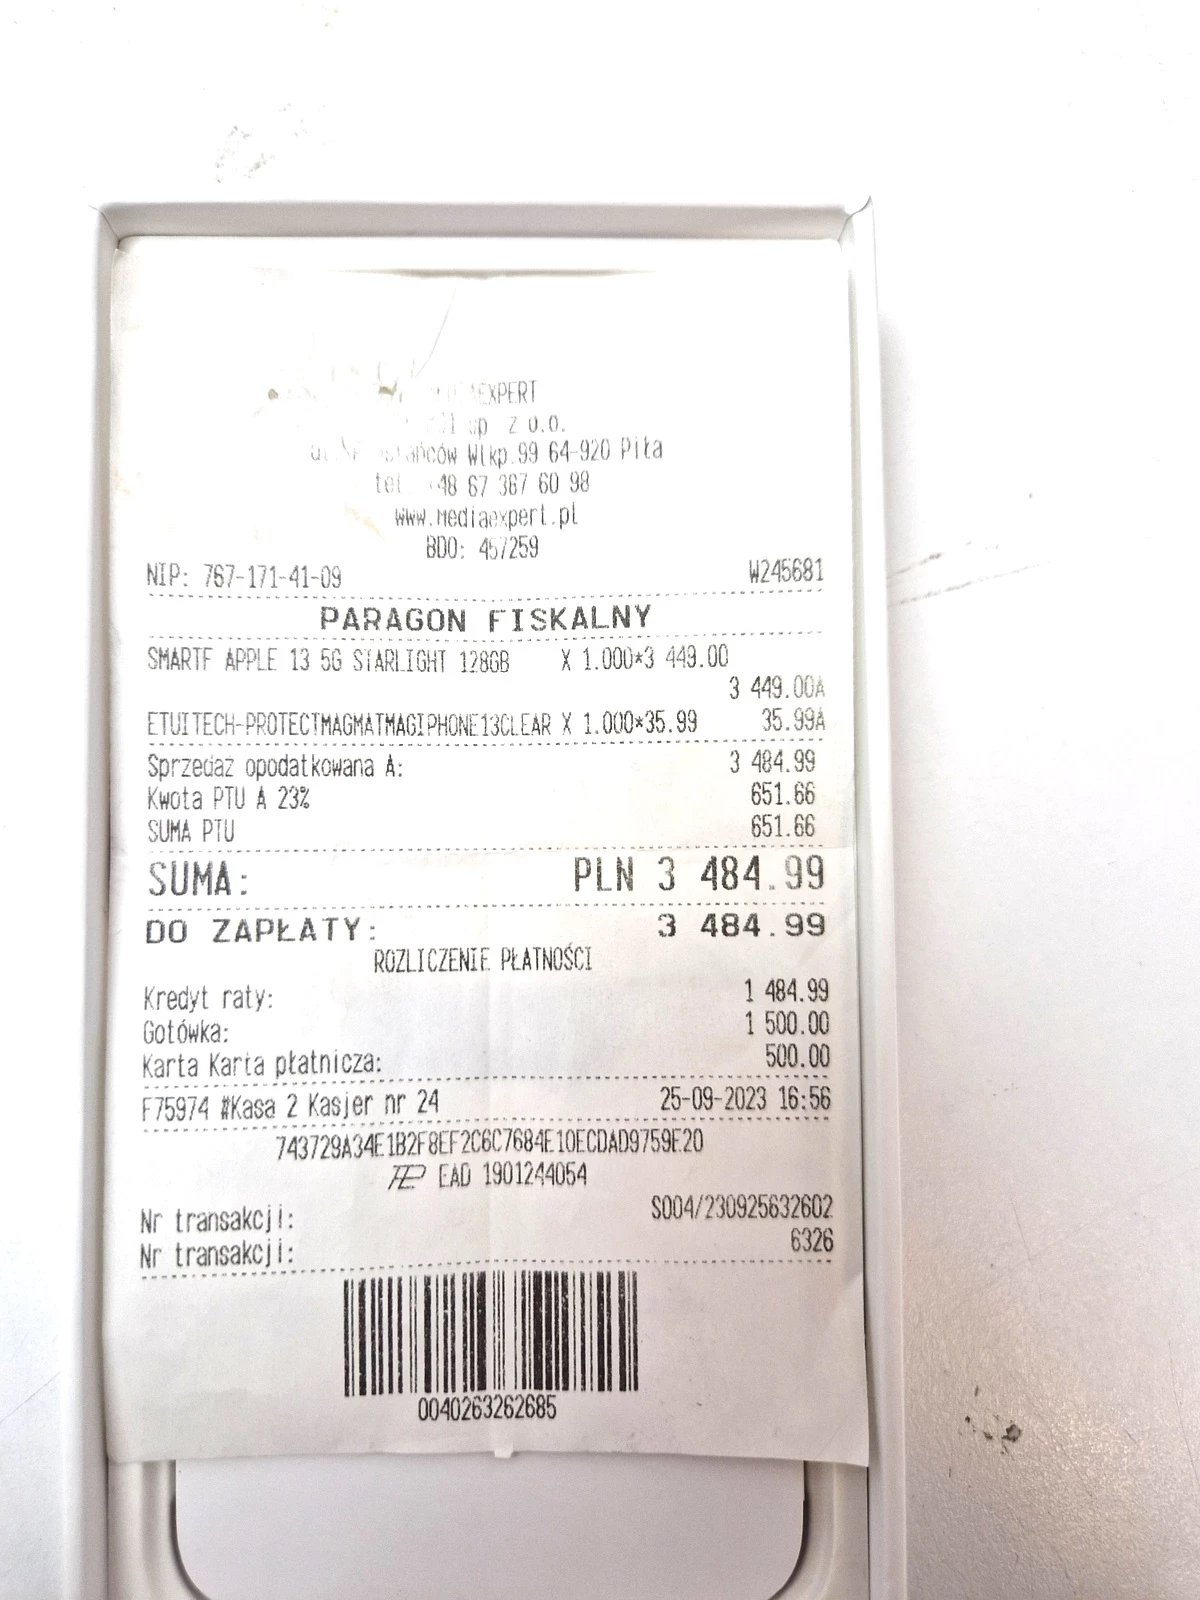 EXPERT
z o.o.
Wlkp.99 64-920 Piła
tel. 48 67 367 60 98
www.mediaexpert.pl
BDO: 457259
NIP: 767-171-41-09 W245681
PARAGON FISKALNY
SMARTF APPLE 13 5G STARLIGHT 128GB X 1.000*3 449.00
3 449.00A
ETUITECH-PROTECTMAGMATMAGIPHONE13CLEAR X 1.000*35.99 35.99A
Sprzedaż opodatkowana A: 3 484.99
Kwota PTU A 23% 651.66
SUMA PTU 651.66
SUMA: PLN 3 484.99
DO ZAPŁATY: 3 484.99
ROZLICZENIE PŁATNOŚCI
Kredyt raty: 1 484.99
Gotówka: 1 500.00
Karta Karta płatnicza: 500.00
F75974 #Kasa 2 Kasjer nr 24 25-09-2023 16:56
743729A34E1B2F8EF2C6C7684E10ECDAD9759E20
EAD 1901244054
Nr transakcji: S004/230925632602
Nr transakcji: 6326
0040263262685